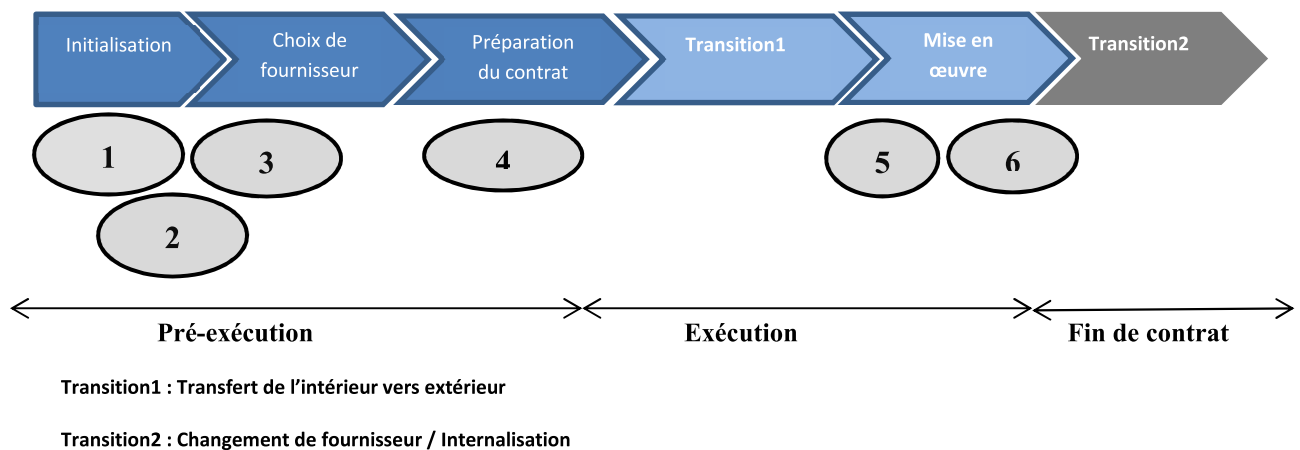 Initialisation
Choix de
fournisseur
Préparation
du contrat
Transition1
Mise en
œuvre
Transition2
1
3
4
5
6
2
Pré-exécution
Exécution
Fin de contrat
Transition1 : Transfert de l’intérieur vers extérieur
Transition2 : Changement de fournisseur / Internalisation